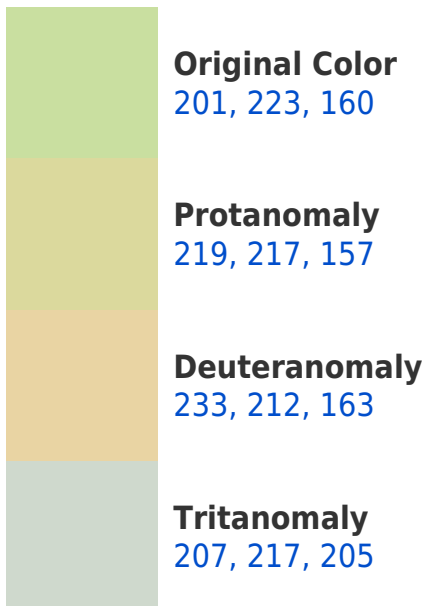 Original Color
201, 223, 160
Protanomaly
219, 217, 157
Deuteranomaly
233, 212, 163
Tritanomaly
207, 217, 205